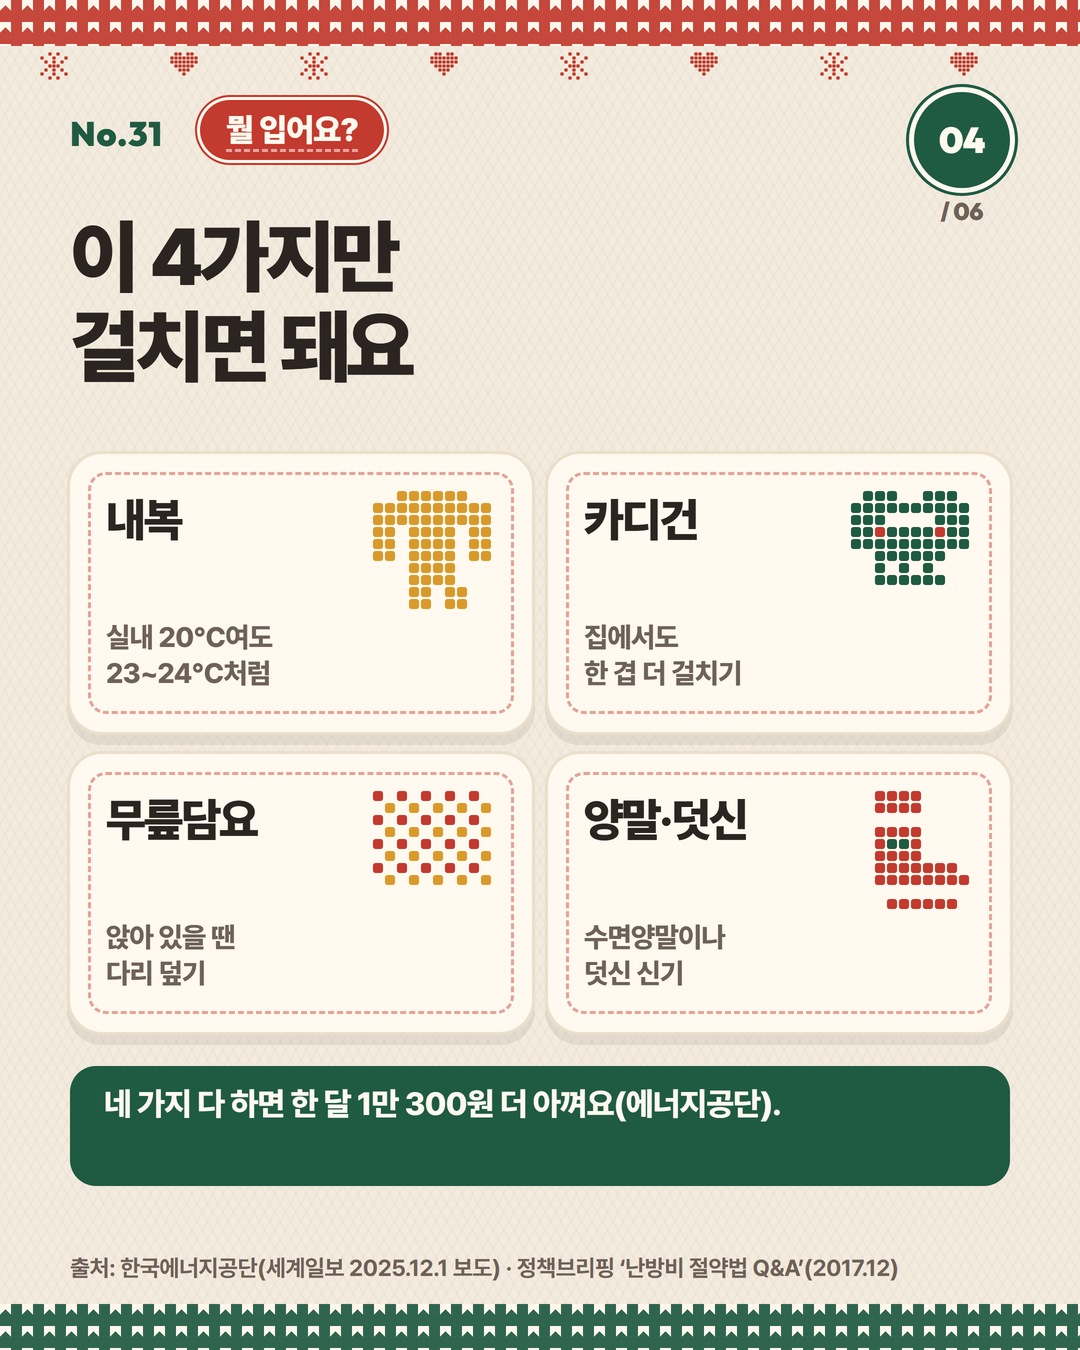 No.31
뭘 입어요?
04
/ 06
이 4가지만
걸치면 돼요
내복
실내 20°C여도
23~24°C처럼
카디건
집에서도
한 겹 더 걸치기
무릎담요
앉아 있을 땐
다리 덮기
양말·덧신
수면양말이나
덧신 신기
네 가지 다 하면 한 달 1만 300원 더 아껴요(에너지공단).
출처: 한국에너지공단(세계일보 2025.12.1 보도) · 정책브리핑 ‘난방비 절약법 Q&A’(2017.12)